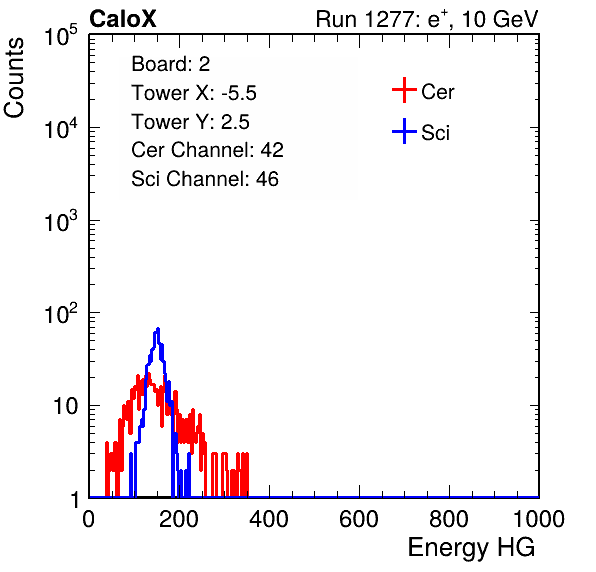 CaloX
Run 1277: e⁺, 10 GeV
Counts
10⁵
10⁴
10³
10²
10
1
Board: 2
Tower X: -5.5
Tower Y: 2.5
Cer Channel: 42
Sci Channel: 46
Cer
Sci
0 200 400 600 800 1000
Energy HG